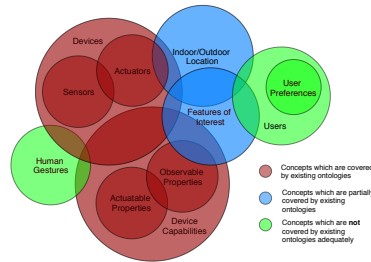 Devices
Actuators
Sensors
Indoor/Outdoor
Location
Features of
Interest
User
Preferences
Users
Human
Gestures
Observable
Properties
Actuatable
Properties
Device
Capabilities
Concepts which are covered
by existing ontologies
Concepts which are partially
covered by existing
ontologies
Concepts which are not
covered by existing
ontologies adequately